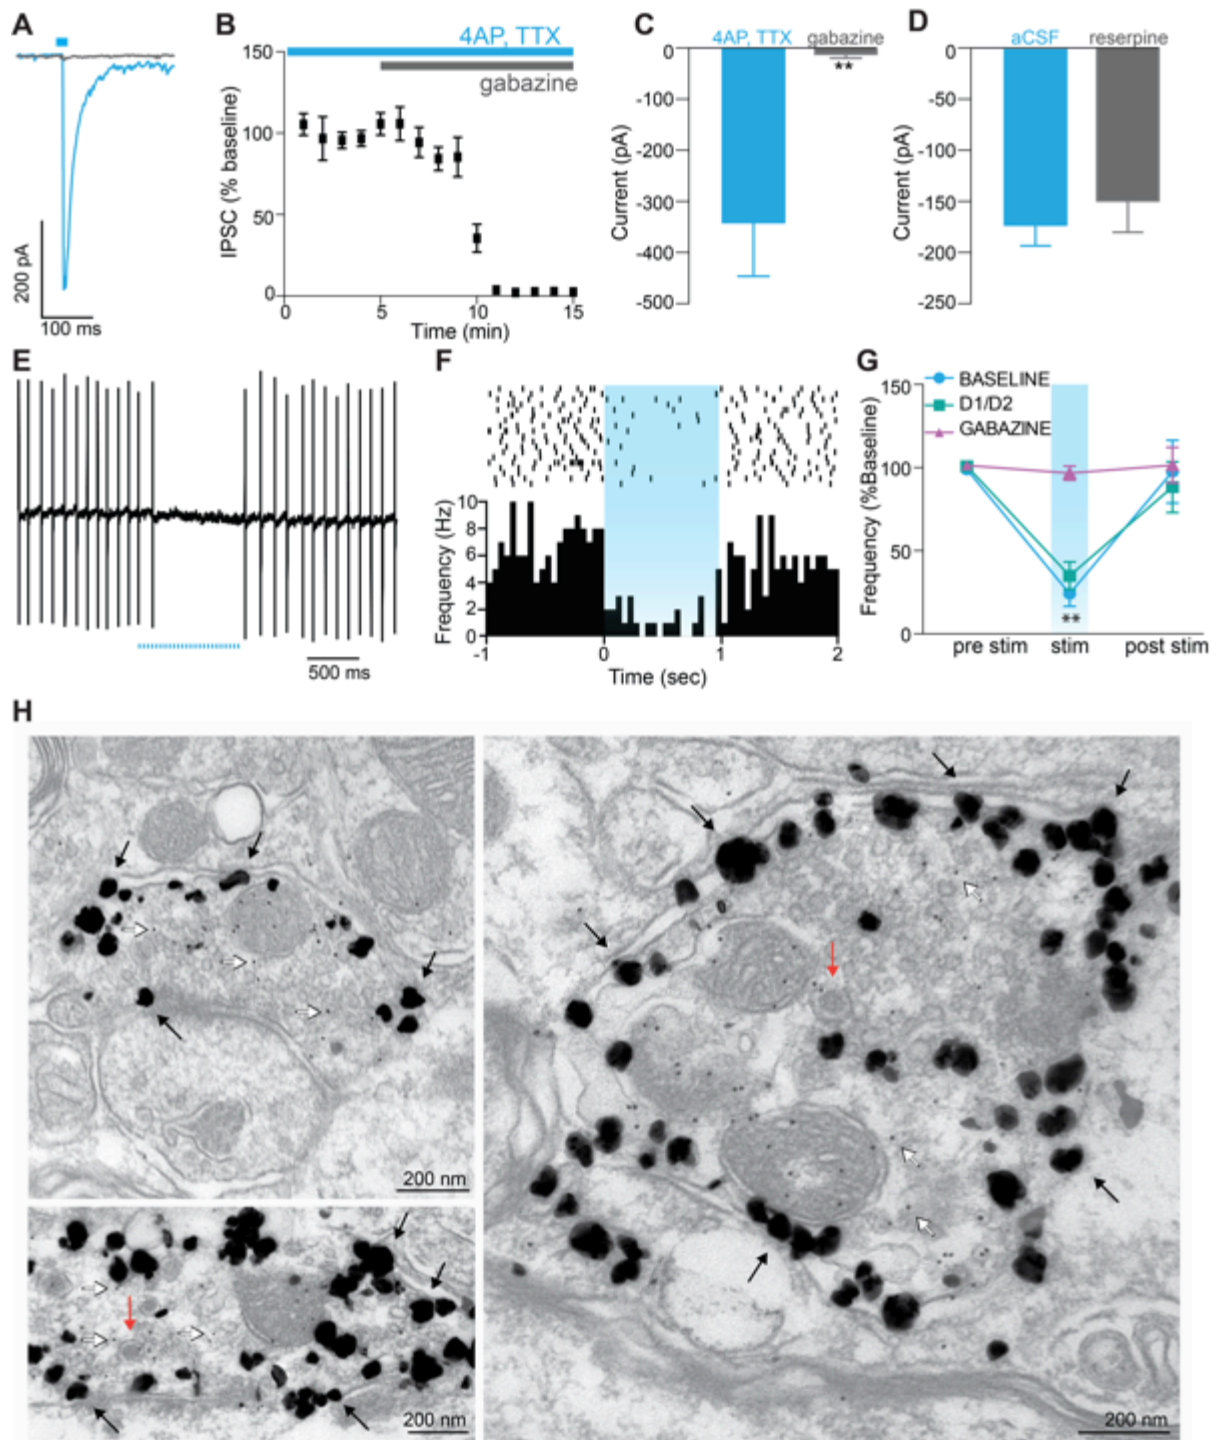 A
200 pA
100 ms
B
4AP, TTX
gabazine
IPSC (% baseline)
150
100
50
0
0 5 10 15
Time (min)
C
4AP, TTX gabazine
**
Current (pA)
0
-100
-200
-300
-400
-500
D
aCSF reserpine
Current (pA)
0
-50
-100
-150
-200
-250
E
500 ms
F
Frequency (Hz)
10
8
6
4
2
0
-1 0 1 2
Time (sec)
G
BASELINE
D1/D2
GABAZINE
Frequency (%Baseline)
150
100
50
0
**
pre stim stim post stim
H
200 nm
200 nm
200 nm